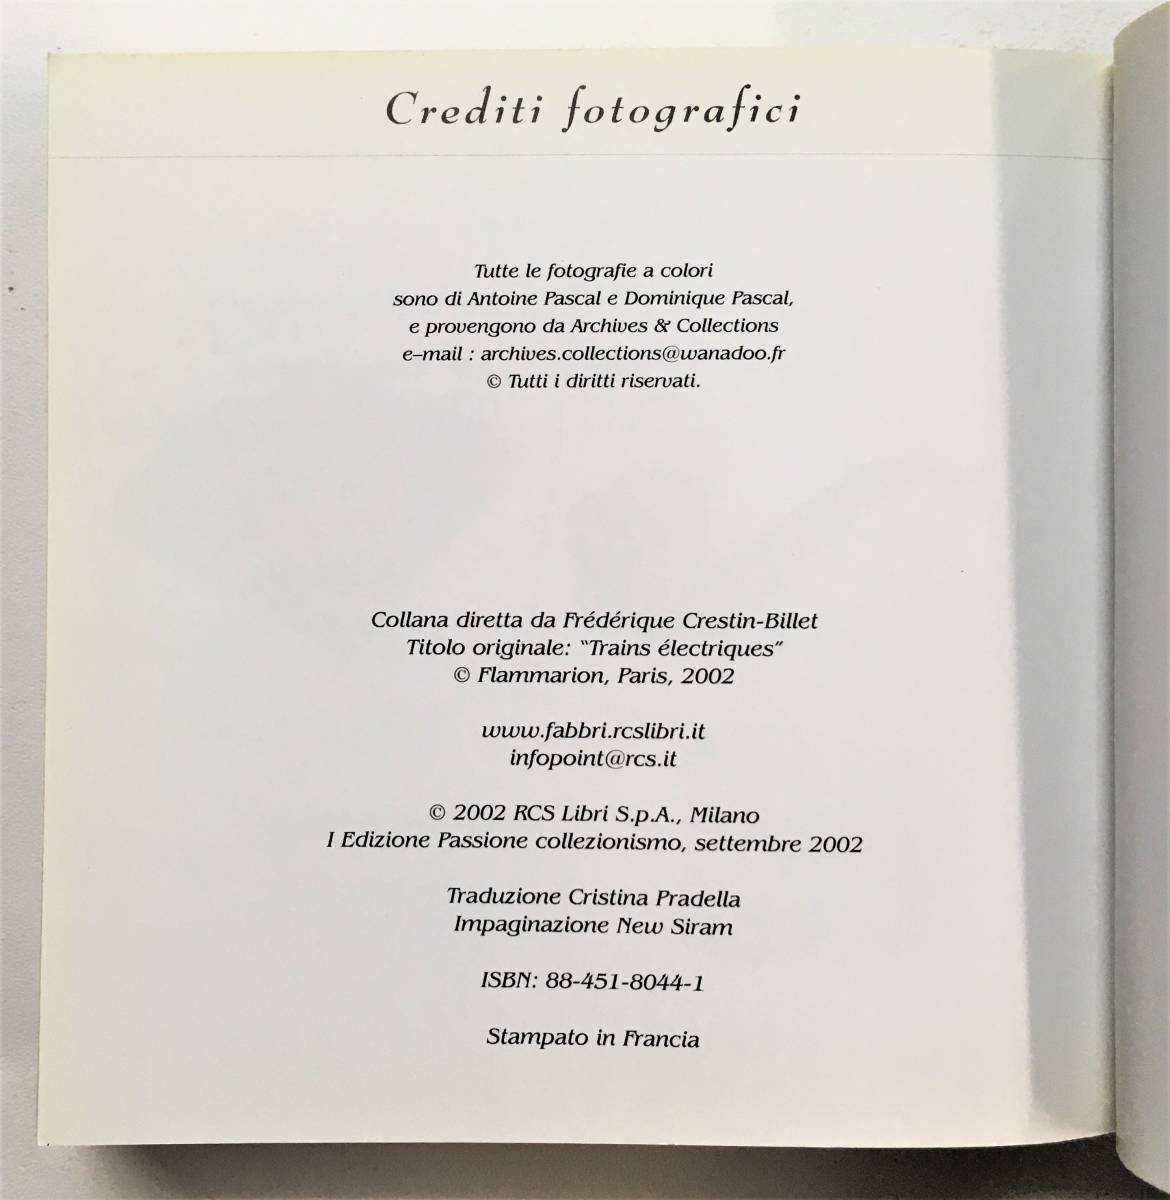 Crediti fotografici
Tutte le fotografie a colori
sono di Antoine Pascal e Dominique Pascal,
e provengono da Archives & Collections
e–mail : archives.collections@wanadoo.fr
© Tutti i diritti riservati.
Collana diretta da Frédérique Crestin-Billet
Titolo originale: “Trains électriques”
© Flammarion, Paris, 2002
www.fabbri.rcslibri.it
infopoint@rcs.it
© 2002 RCS Libri S.p.A., Milano
I Edizione Passione collezionismo, settembre 2002
Traduzione Cristina Pradella
Impaginazione New Siram
ISBN: 88-451-8044-1
Stampato in Francia